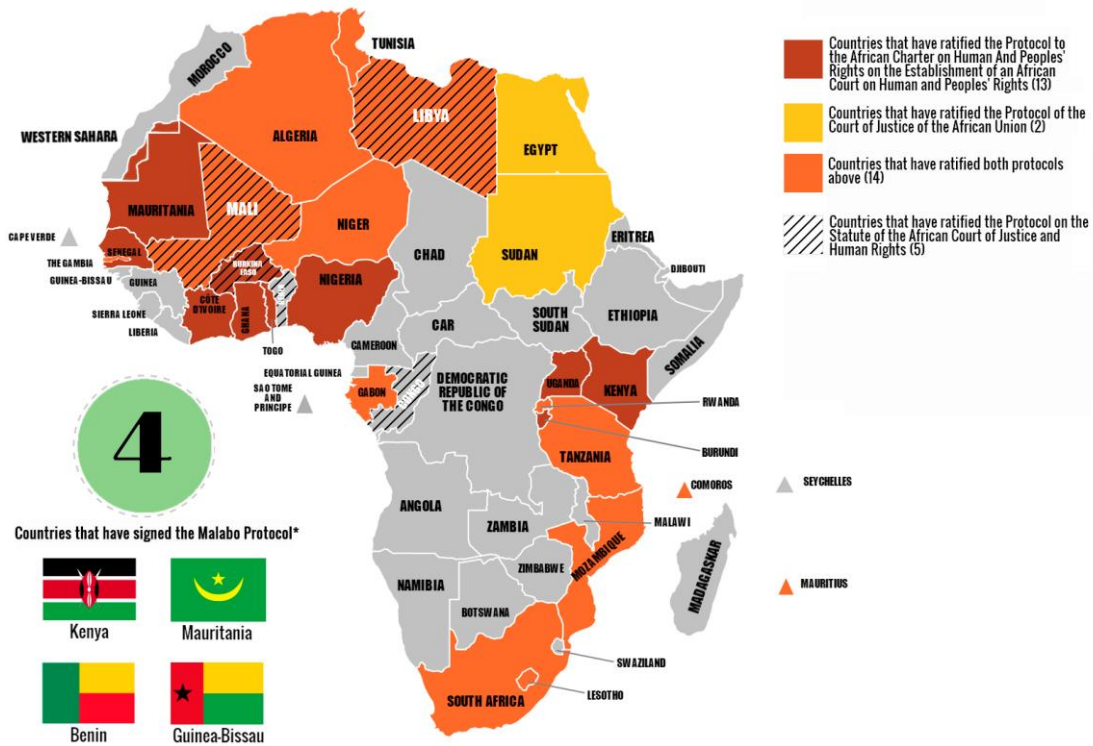 TUNISIA
MOROCCO
LIBYA
WESTERN SAHARA
ALGERIA
EGYPT
MAURITANIA
MALI
NIGER
CAPE VERDE
SENEGAL
CHAD
SUDAN
ERITREA
THE GAMBIA
BURKINA
FASO
GUINEA-BISSAU
GUINEA
NIGERIA
DJIBOUTI
CÔTE
D'IVOIRE
GHANA
SIERRA LEONE
LIBERIA
TOGO
CAR
SOUTH
SUDAN
ETHIOPIA
SOMALIA
CAMEROON
EQUATORIAL GUINEA
SAO TOME
AND
PRINCIPE
GABON
CONGO
DEMOCRATIC
REPUBLIC OF
THE CONGO
UGANDA
KENYA
RWANDA
BURUNDI
TANZANIA
COMOROS
SEYCHELLES
ANGOLA
ZAMBIA
MALAWI
MOZAMBIQUE
ZIMBABWE
MADAGASKAR
NAMIBIA
BOTSWANA
MAURITIUS
SWAZILAND
SOUTH AFRICA
LESOTHO
Countries that have ratified the Protocol to
the African Charter on Human And Peoples'
Rights on the Establishment of an African
Court on Human and Peoples' Rights (13)
Countries that have ratified the Protocol of the
Court of Justice of the African Union (2)
Countries that have ratified both protocols
above (14)
Countries that have ratified the Protocol on the
Statute of the African Court of Justice and
Human Rights (5)
4
Countries that have signed the Malabo Protocol*
Kenya
Mauritania
Benin
Guinea-Bissau